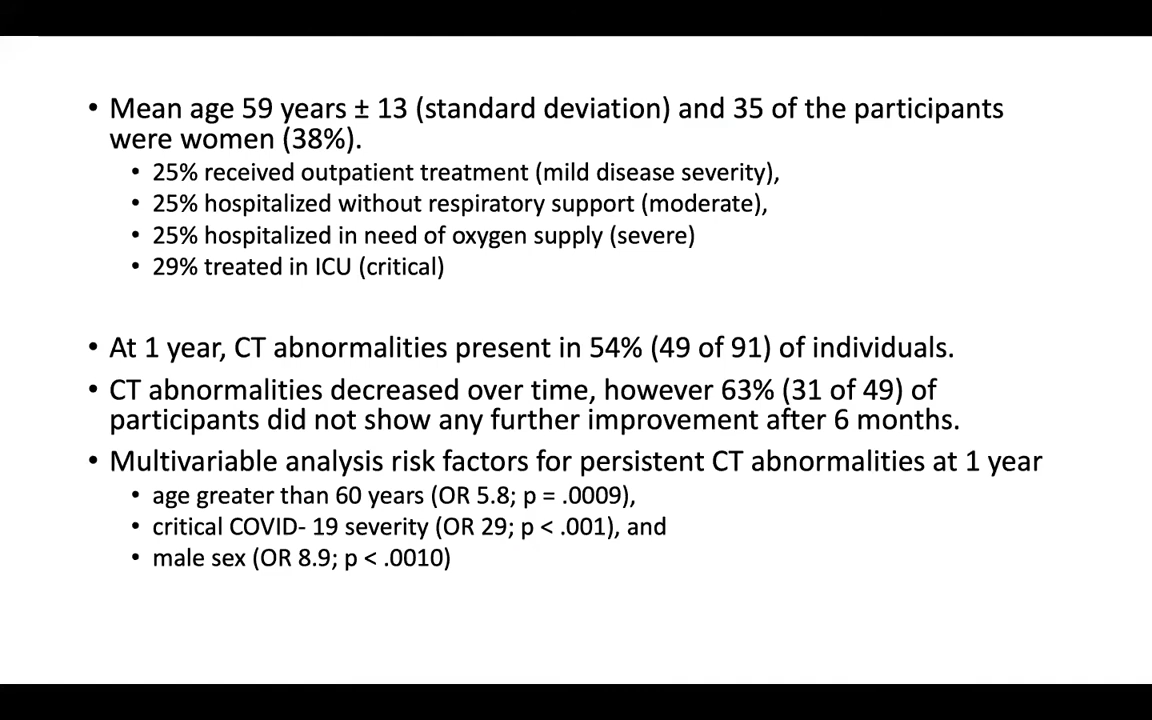 • Mean age 59 years ± 13 (standard deviation) and 35 of the participants
were women (38%).
• 25% received outpatient treatment (mild disease severity),
• 25% hospitalized without respiratory support (moderate),
• 25% hospitalized in need of oxygen supply (severe)
• 29% treated in ICU (critical)
• At 1 year, CT abnormalities present in 54% (49 of 91) of individuals.
• CT abnormalities decreased over time, however 63% (31 of 49) of
participants did not show any further improvement after 6 months.
• Multivariable analysis risk factors for persistent CT abnormalities at 1 year
• age greater than 60 years (OR 5.8; p = .0009),
• critical COVID- 19 severity (OR 29; p < .001), and
• male sex (OR 8.9; p < .0010)